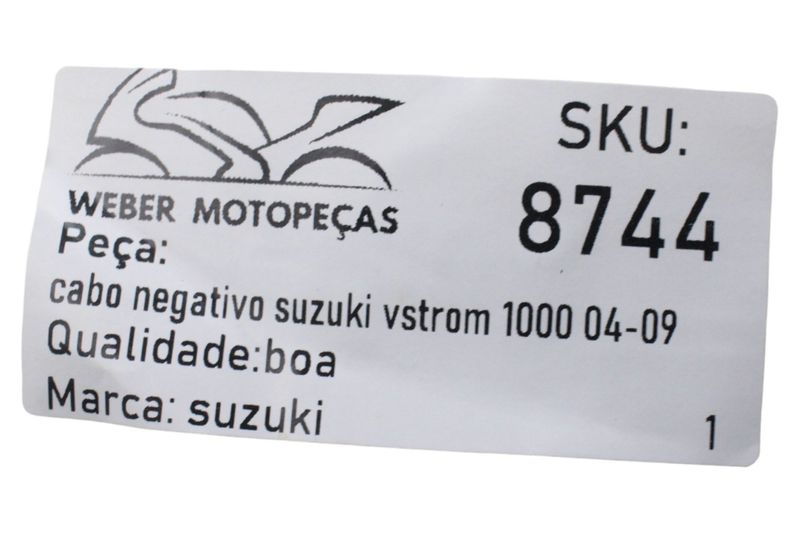 WEBER MOTOPEÇAS
SKU:
8744
Peça:
cabo negativo suzuki vstrom 1000 04-09
Qualidade:boa
Marca: suzuki
1